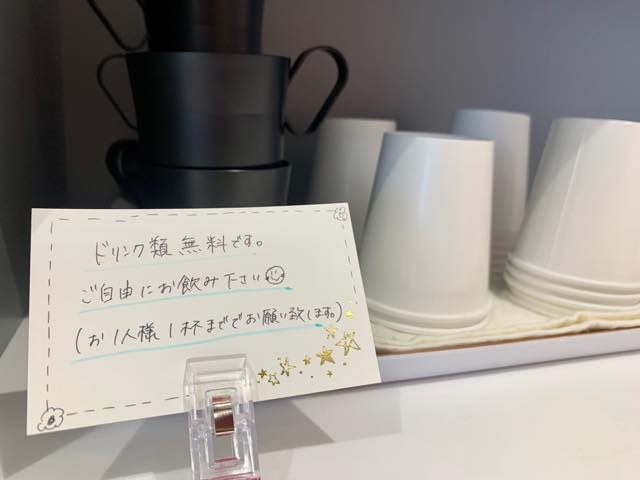 ドリンク類無料です。
ご自由にお飲み下さい
(お1人様1杯まででお願い致します。)